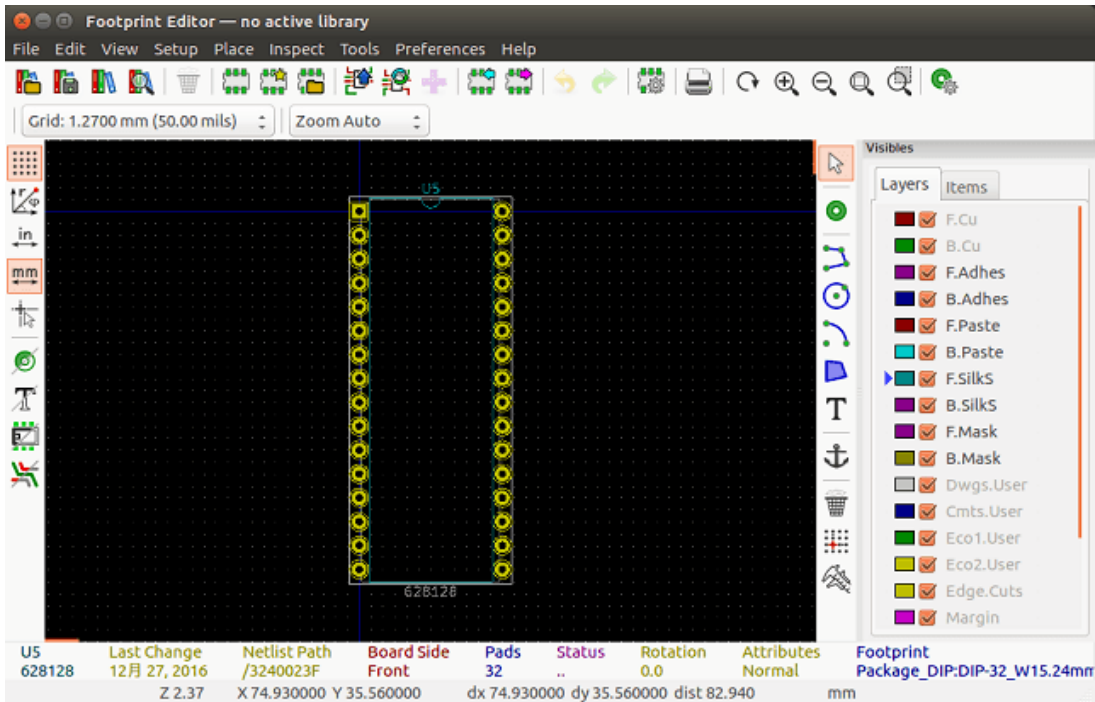 Footprint Editor — no active library
File Edit View Setup Place Inspect Tools Preferences Help
Grid: 1.2700 mm (50.00 mils) Zoom Auto
in
mm
U5
628128
T
Visibles
Layers Items
F.Cu
B.Cu
F.Adhes
B.Adhes
F.Paste
B.Paste
F.SilkS
B.SilkS
F.Mask
B.Mask
Dwgs.User
Cmts.User
Eco1.User
Eco2.User
Edge.Cuts
Margin
U5 Last Change Netlist Path Board Side Pads Status Rotation Attributes Footprint
628128 12月 27, 2016 /3240023F Front 32 .. 0.0 Normal Package_DIP:DIP-32_W15.24mm
Z 2.37 X 74.930000 Y 35.560000 dx 74.930000 dy 35.560000 dist 82.940 mm